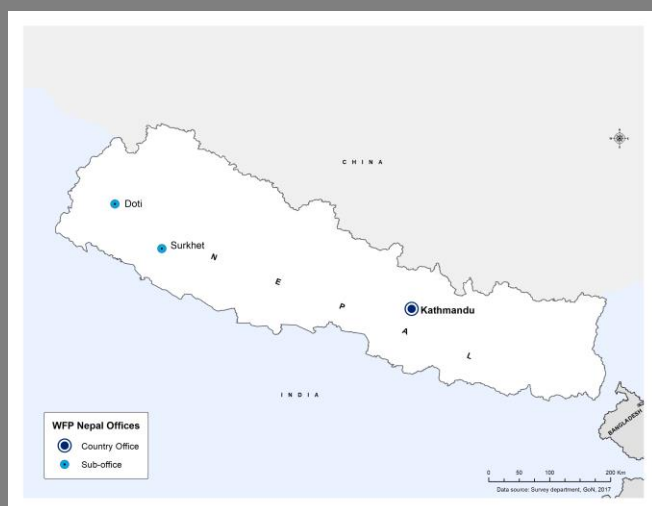 CHINA
Doti
Surkhet
NEPAL
Kathmandu
INDIA
BANGLADESH
WFP Nepal Offices
Country Office
Sub-office
0 50 100 200 Km
Data source: Survey department, GoN, 2017